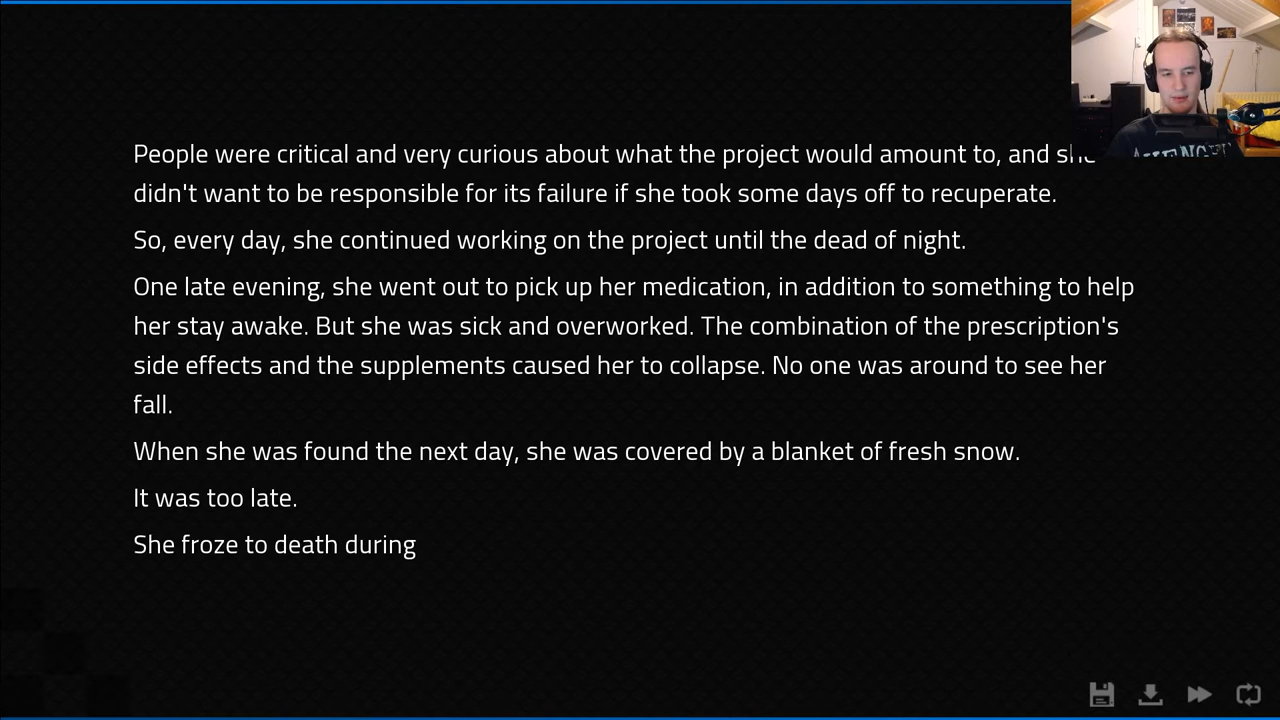 People were critical and very curious about what the project would amount to, and she
didn't want to be responsible for its failure if she took some days off to recuperate.
So, every day, she continued working on the project until the dead of night.
One late evening, she went out to pick up her medication, in addition to something to help
her stay awake. But she was sick and overworked. The combination of the prescription's
side effects and the supplements caused her to collapse. No one was around to see her
fall.
When she was found the next day, she was covered by a blanket of fresh snow.
It was too late.
She froze to death during